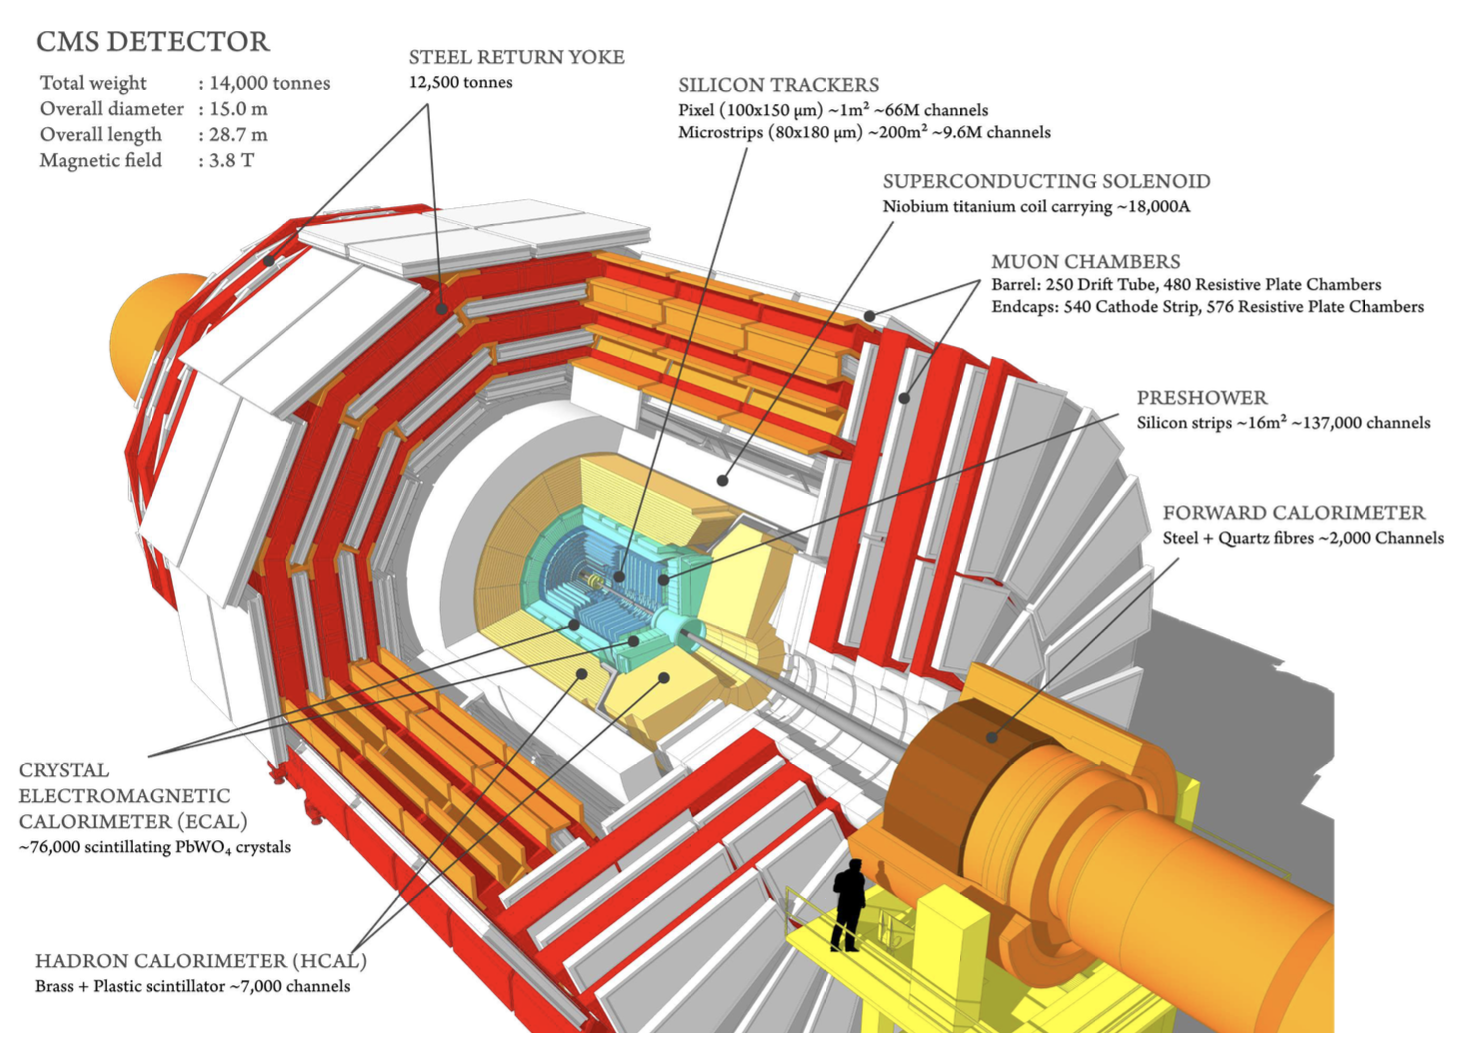 CMS DETECTOR
Total weight : 14,000 tonnes
Overall diameter : 15.0 m
Overall length : 28.7 m
Magnetic field : 3.8 T
STEEL RETURN YOKE
12,500 tonnes
SILICON TRACKERS
Pixel (100x150 μm) ~1m² ~66M channels
Microstrips (80x180 μm) ~200m² ~9.6M channels
SUPERCONDUCTING SOLENOID
Niobium titanium coil carrying ~18,000A
MUON CHAMBERS
Barrel: 250 Drift Tube, 480 Resistive Plate Chambers
Endcaps: 540 Cathode Strip, 576 Resistive Plate Chambers
PRESHOWER
Silicon strips ~16m² ~137,000 channels
FORWARD CALORIMETER
Steel + Quartz fibres ~2,000 Channels
CRYSTAL
ELECTROMAGNETIC
CALORIMETER (ECAL)
~76,000 scintillating PbWO₄ crystals
HADRON CALORIMETER (HCAL)
Brass + Plastic scintillator ~7,000 channels